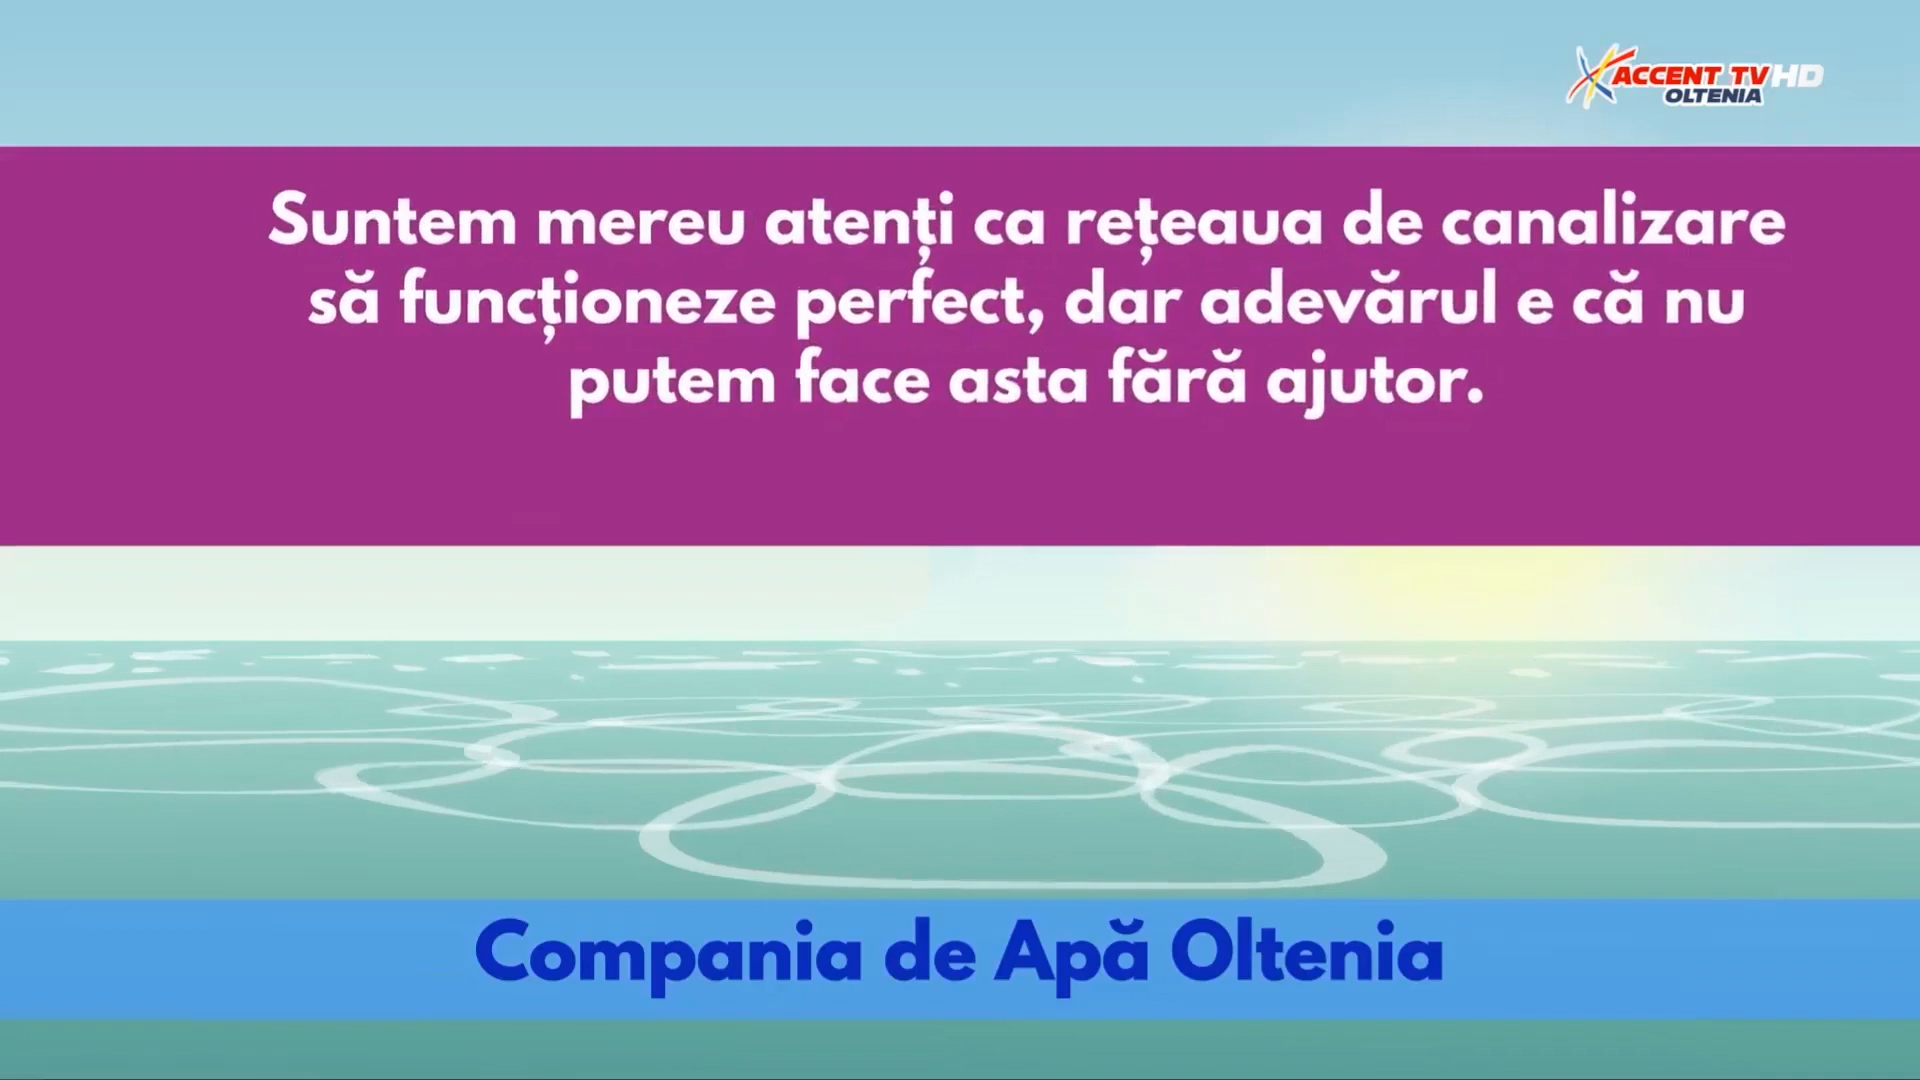 ACCENT TV HD
OLTENIA
Suntem mereu atenți ca rețeaua de canalizare
să funcționeze perfect, dar adevărul e că nu
putem face asta fără ajutor.
Compania de Apă Oltenia